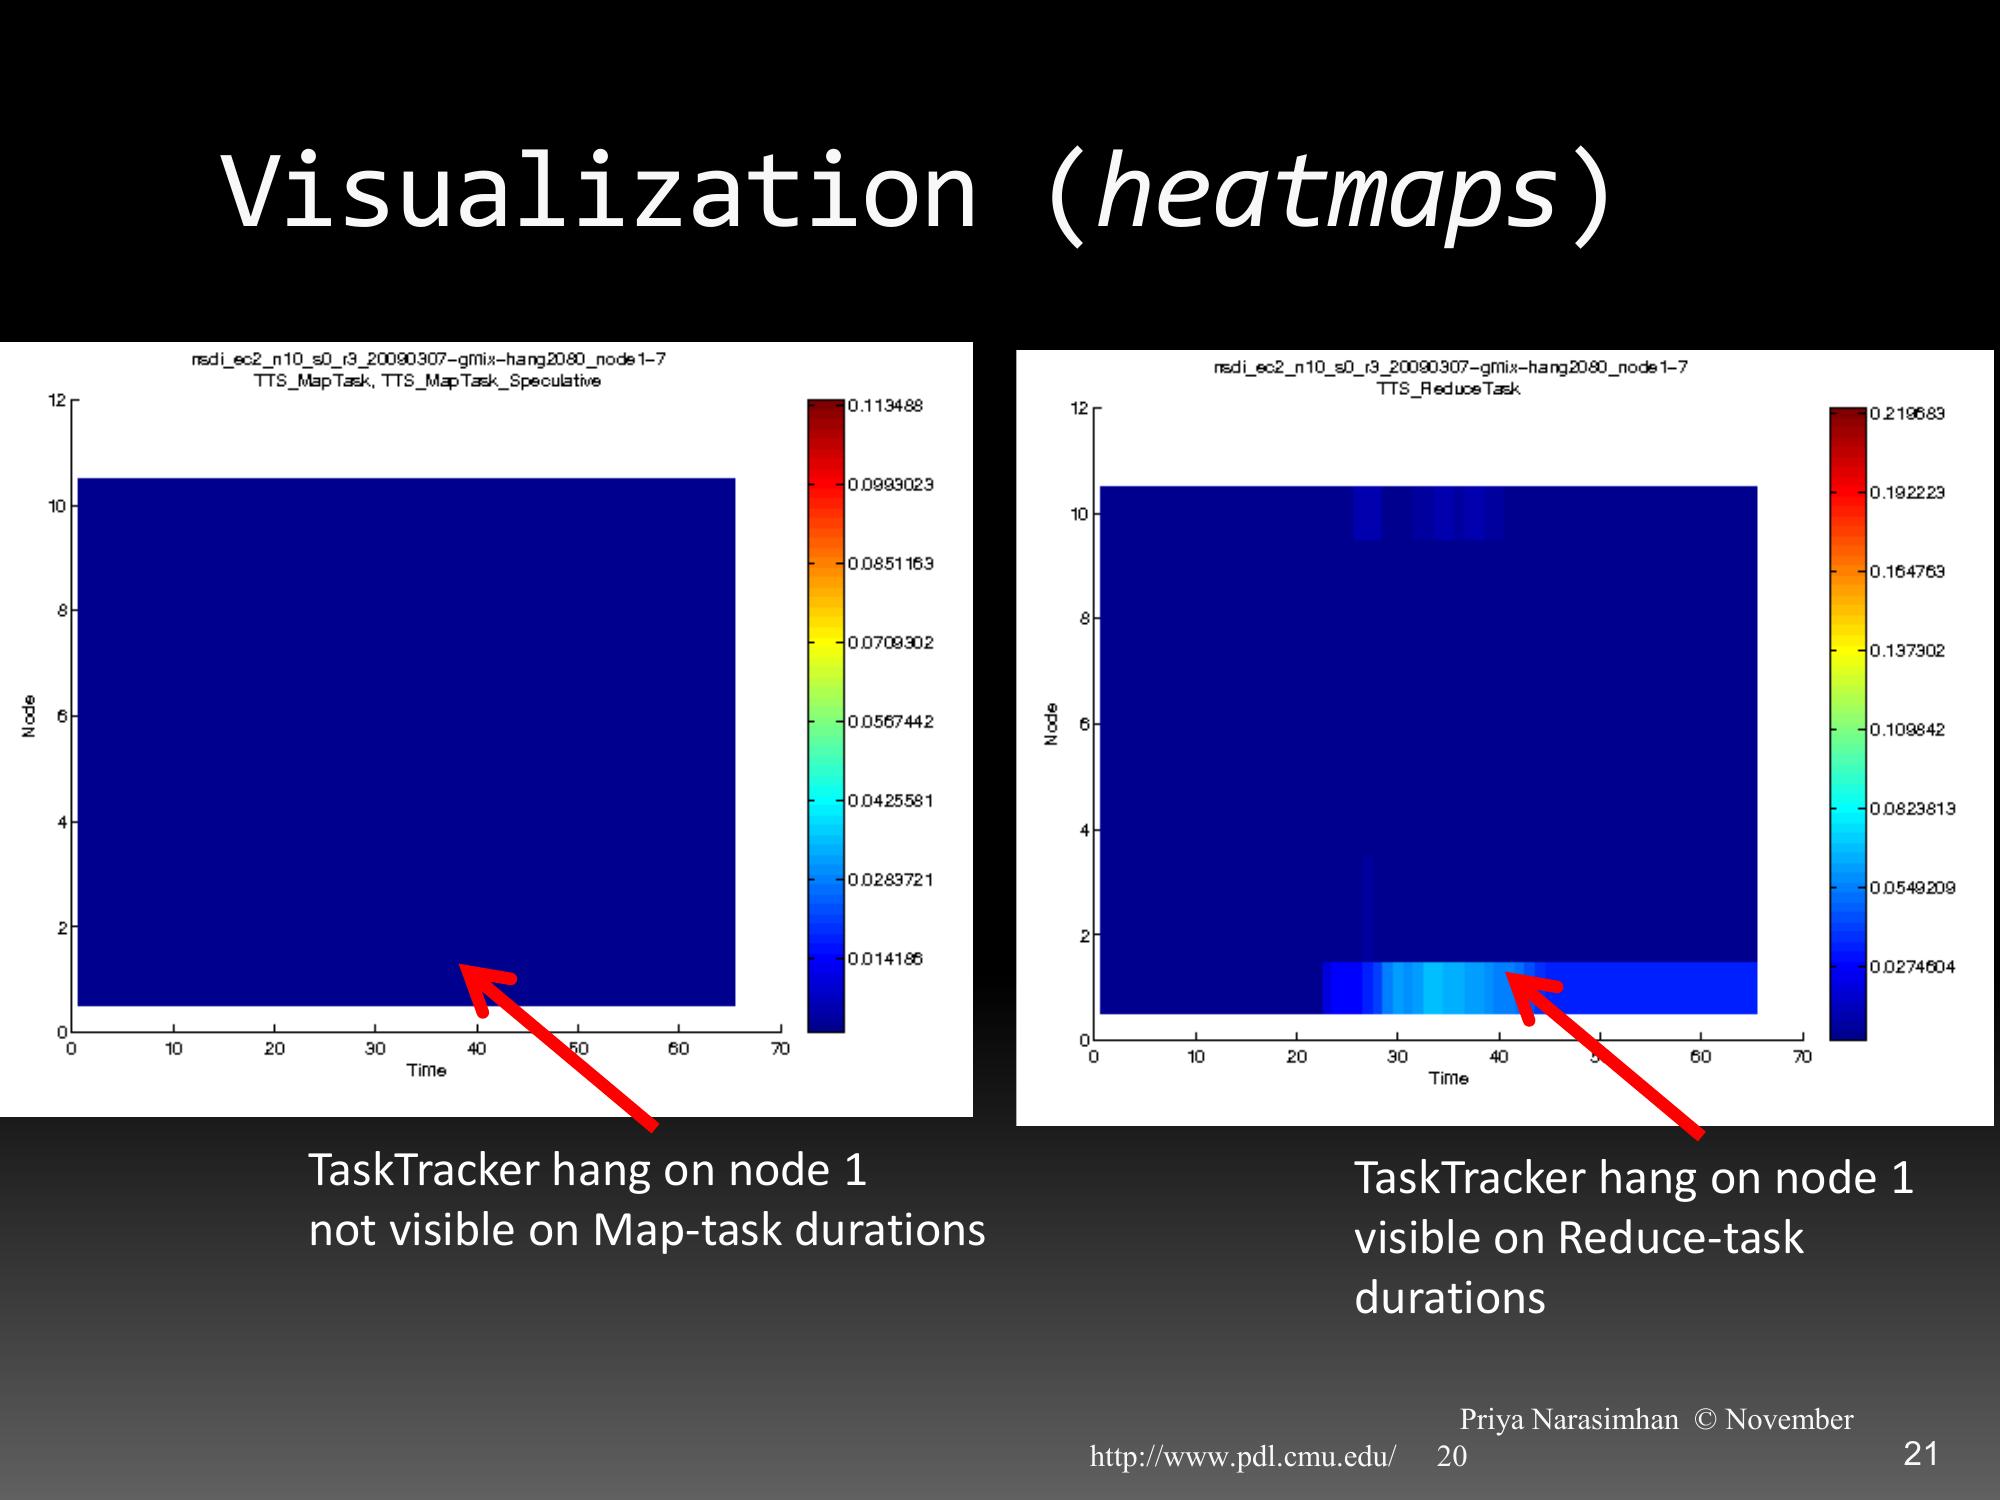 Visualization (heatmaps)
nsdi_ec2_n10_s0_r3_20090307-gmix-hang2080_node1-7
TTS_MapTask, TTS_MapTask_Speculative
12
10
8
6
4
2
0
Node
0 10 20 30 40 50 60 70
Time
0.113488
0.0993023
0.0851163
0.0709302
0.0567442
0.0425581
0.0283721
0.014186
nsdi_ec2_n10_s0_r3_20090307-gmix-hang2080_node1-7
TTS_ReduceTask
12
10
8
6
4
2
0
Node
0 10 20 30 40 60 70
Time
0.219683
0.192223
0.164763
0.137302
0.109842
0.0823813
0.0549209
0.0274604
TaskTracker hang on node 1
not visible on Map-task durations
TaskTracker hang on node 1
visible on Reduce-task
durations
Priya Narasimhan © November
http://www.pdl.cmu.edu/ 20
21